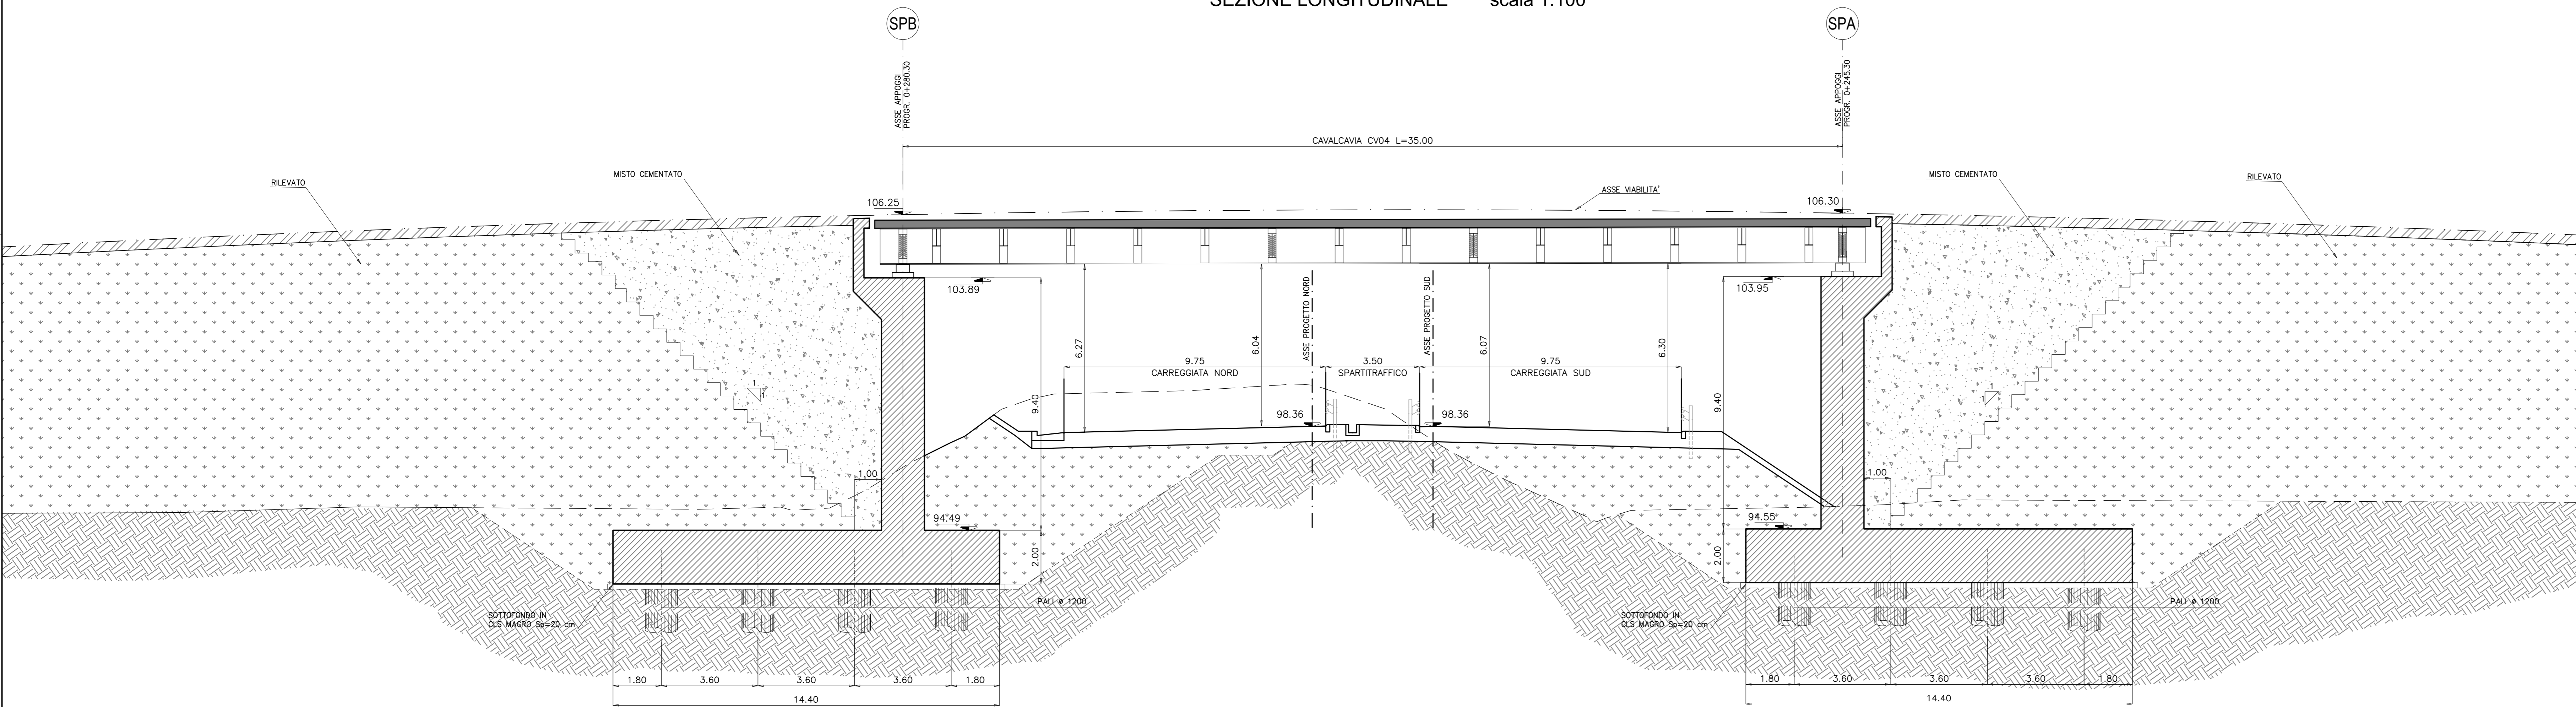 SEZIONE LONGITUDINALE scala 1:100
SPB
SPA
ASSE APPOGGI
PROGR. 0+280.30
ASSE APPOGGI
PROGR. 0+245.30
CAVALCAVIA CV04 L=35.00
RILEVATO
MISTO CEMENTATO
MISTO CEMENTATO
RILEVATO
ASSE VIABILITA'
106.25
106.30
103.89
103.95
ASSE PROGETTO NORD
ASSE PROGETTO SUD
6.27
6.04
6.07
6.30
9.75
3.50
9.75
CARREGGIATA NORD
SPARTITRAFFICO
CARREGGIATA SUD
1
1
1
1
9.40
9.40
98.36
98.36
1.00
1.00
94.49
94.55
2.00
2.00
PALI ø 1200
PALI ø 1200
SOTTOFONDO IN
CLS MAGRO Sp=20 cm
SOTTOFONDO IN
CLS MAGRO Sp=20 cm
1.80
3.60
3.60
3.60
1.80
14.40
1.80
3.60
3.60
3.60
1.80
14.40